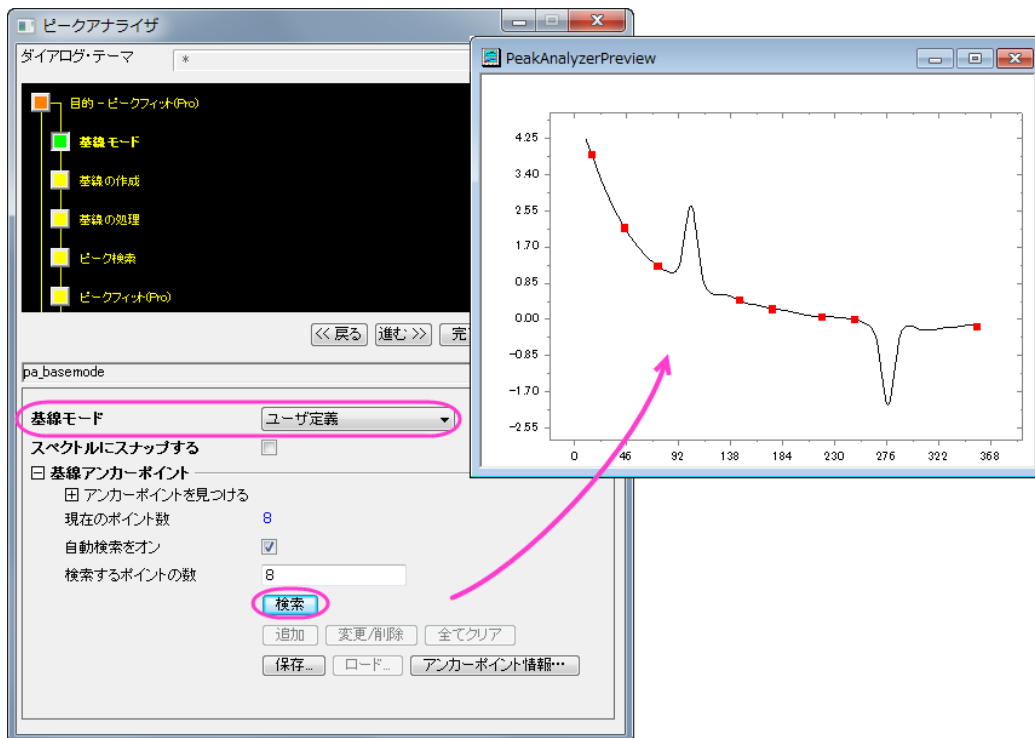 ピークアナライザ
ダイアログ・テーマ
*
目的 - ピークフィット(Pro)
基線モード
基線の作成
基線の処理
ピーク検索
ピークフィット(Pro)
<< 戻る 進む >> 完
pa_basemode
基線モード ユーザ定義
スペクトルにスナップする
基線アンカーポイント
アンカーポイントを見つける
現在のポイント数 8
自動検索をオン
検索するポイントの数 8
検索
追加 変更/削除 全てクリア
保存... ロード... アンカーポイント情報...
PeakAnalyzerPreview
4.25
3.40
2.55
1.70
0.85
0.00
-0.85
-1.70
-2.55
0 46 92 138 184 230 276 322 368